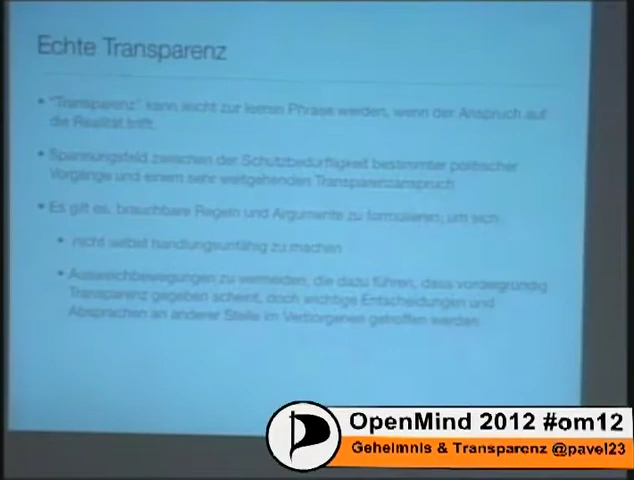 Echte Transparenz
• "Transparenz" kann leicht zur leeren Phrase werden, wenn der Anspruch auf
die Realität trifft.
• Spannungsfeld zwischen der Schutzbedürftigkeit bestimmter politischer
Vorgänge und einem sehr weitgehenden Transparenzanspruch
• Es gilt es, brauchbare Regeln und Argumente zu formulieren, um sich
• nicht selbst handlungsunfähig zu machen
• Ausweichbewegungen zu vermeiden, die dazu führen, dass vordergründig
Transparenz gegeben scheint, doch wichtige Entscheidungen und
Absprachen an anderer Stelle im Verborgenen getroffen werden
OpenMind 2012 #om12
Geheimnis & Transparenz @pavel23